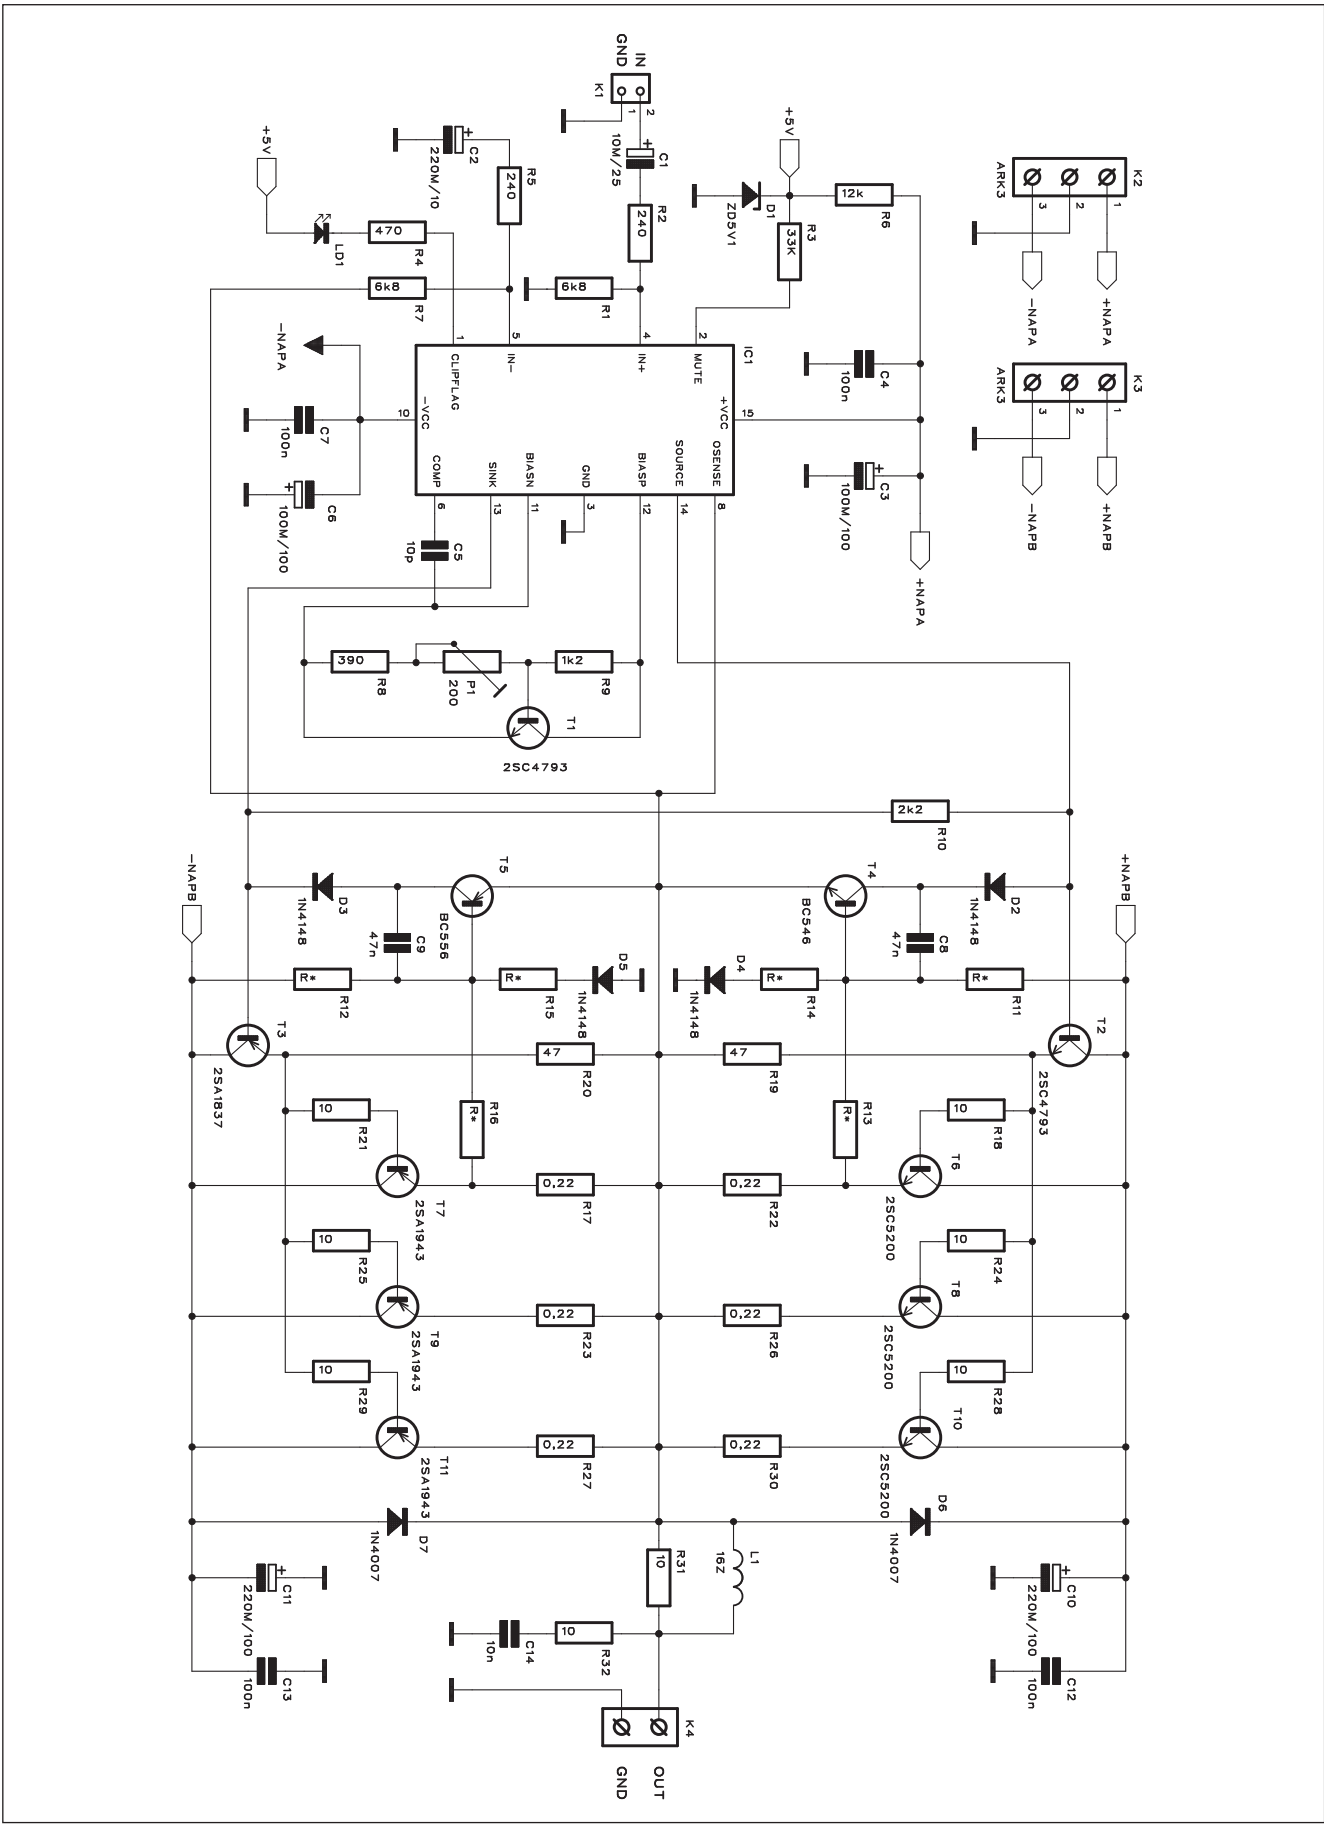 GND
IN
K1
1
2
C1
10M/25
R2
240
R1
6k8
C2
220M/10
R5
240
+5V
LD1
R4
470
R7
6k8
+5V
D1
ZD5V1
R3
33K
R6
12k
K2
ARK3
1
2
3
+NAPA
-NAPA
K3
ARK3
1
2
3
+NAPB
-NAPB
IC1
1
5
4
2
CLIPFLAG
IN-
IN+
MUTE
-VCC
10
+VCC
15
COMP
SINK
BIASN
GND
BIASP
SOURCE
OSENSE
6
13
11
3
12
14
8
-NAPA
C7
100n
C6
100M/100
C4
100n
C3
100M/100
+NAPA
C5
10p
R8
390
P1
200
R9
1k2
T1
2SC4793
R10
2k2
-NAPB
+NAPB
D3
1N4148
T5
BC556
C9
47n
T4
BC546
D2
1N4148
C8
47n
R12
R*
R15
R*
D5
1N4148
D4
1N4148
R14
R*
R11
R*
T3
2SA1837
R20
47
R19
47
T2
2SC4793
R16
R*
R13
R*
R21
10
R18
10
T7
2SA1943
R17
0,22
R22
0,22
T6
2SC5200
R25
10
R24
10
T9
2SA1943
R23
0,22
R26
0,22
T8
2SC5200
R29
10
R28
10
T11
2SA1943
R27
0,22
R30
0,22
T10
2SC5200
D7
1N4007
D6
1N4007
R31
10
L1
16Z
C11
220M/100
C13
100n
C10
220M/100
C12
100n
C14
10n
R32
10
K4
GND
OUT